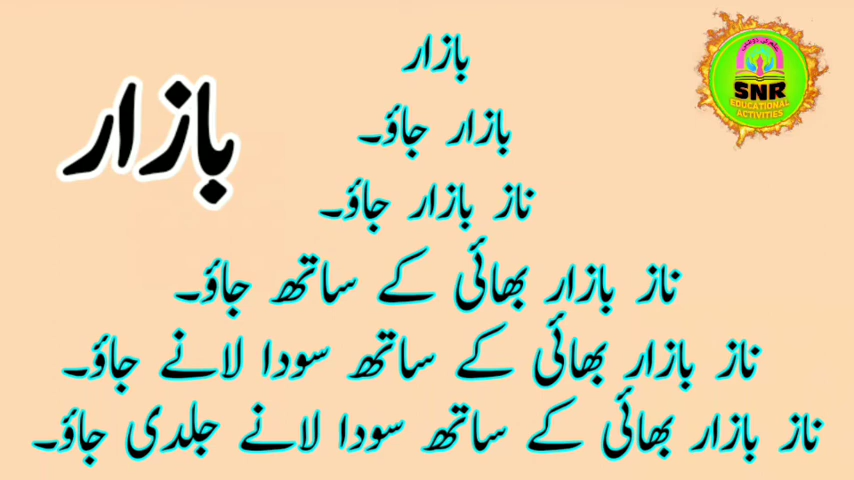 بازار
بازار
بازار جاؤ۔
ناز بازار جاؤ۔
ناز بازار بھائی کے ساتھ جاؤ۔
ناز بازار بھائی کے ساتھ سودا لانے جاؤ۔
ناز بازار بھائی کے ساتھ سودا لانے جلدی جاؤ۔
SNR
EDUCATIONAL
ACTIVITIES